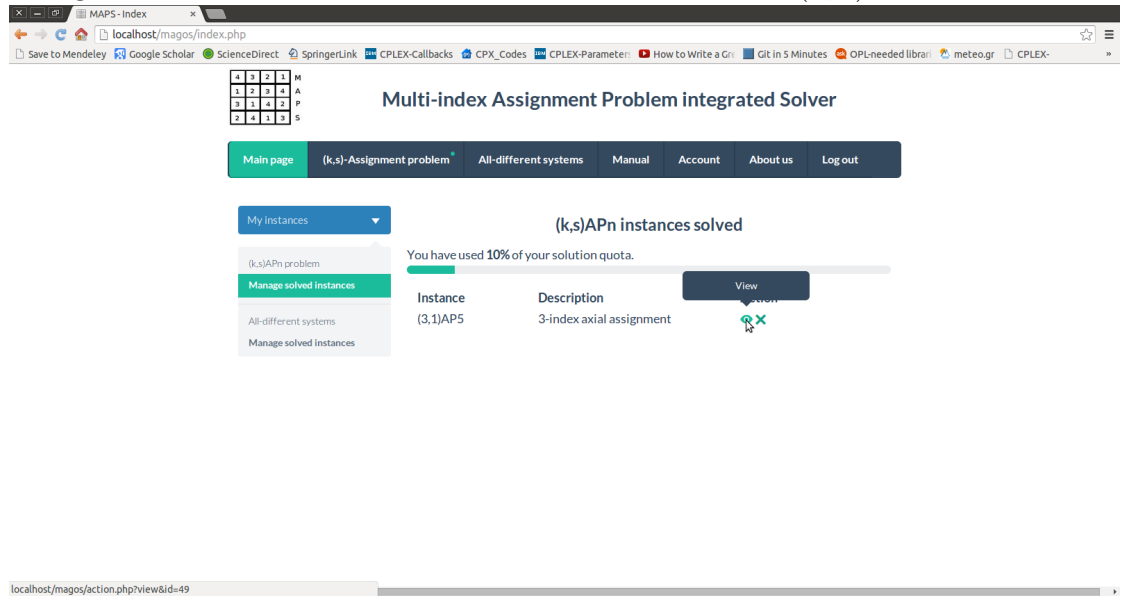 MAPS - Index
localhost/magos/index.php
Save to Mendeley Google Scholar ScienceDirect SpringerLink CPLEX-Callbacks CPX_Codes CPLEX-Parameter How to Write a Gre Git in 5 Minutes OPL-needed librari meteo.gr CPLEX- »
4 3 2 1 M
1 2 3 4 A
3 1 4 2 P
2 4 1 3 S
Multi-index Assignment Problem integrated Solver
Main page (k,s)-Assignment problem All-different systems Manual Account About us Log out
My instances
(k,s)APn instances solved
You have used 10% of your solution quota.
(k,s)APn problem
Manage solved instances
View
Instance Description
(3,1)AP5 3-index axial assignment
All-different systems
Manage solved instances
localhost/magos/action.php?view&id=49